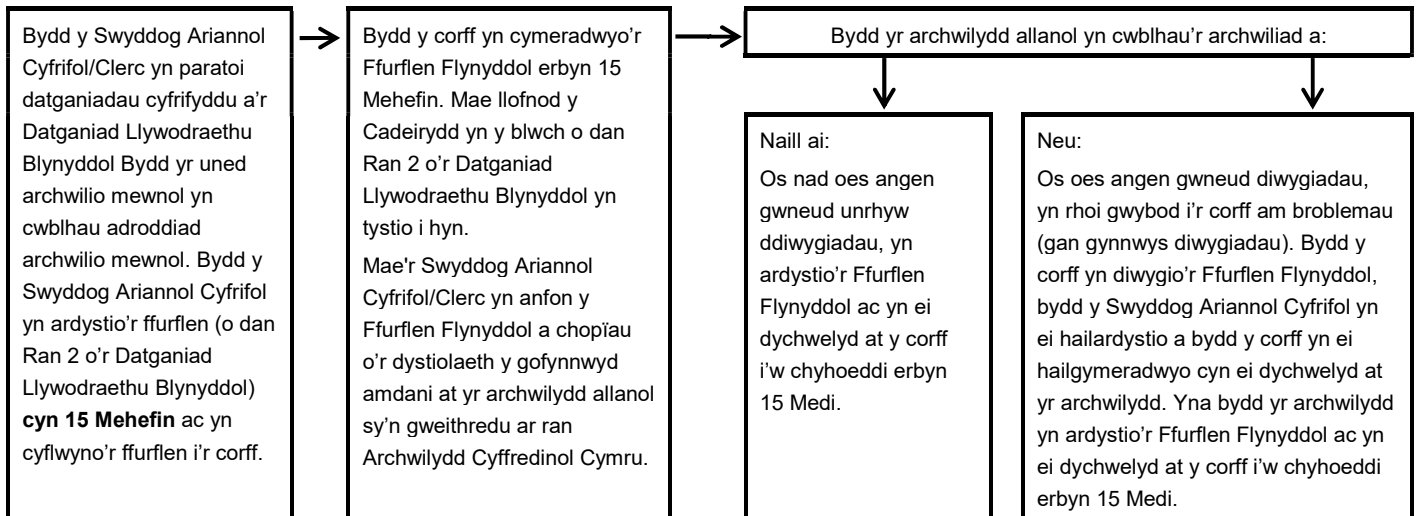 Bydd y Swyddog Ariannol
Cyfrifol/Clerc yn paratoi
datganiadau cyfrifyddu a'r
Datganiad Llywodraethu
Blynyddol Bydd yr uned
archwilio mewnol yn
cwblhau adroddiad
archwilio mewnol. Bydd y
Swyddog Ariannol Cyfrifol
yn ardystio'r ffurflen (o dan
Ran 2 o'r Datganiad
Llywodraethu Blynyddol)
cyn 15 Mehefin ac yn
cyflwyno'r ffurflen i'r corff.
Bydd y corff yn cymeradwyo'r
Ffurflen Flynyddol erbyn 15
Mehefin. Mae llofnod y
Cadeirydd yn y blwch o dan
Ran 2 o'r Datganiad
Llywodraethu Blynyddol yn
tystio i hyn.
Mae'r Swyddog Ariannol
Cyfrifol/Clerc yn anfon y
Ffurflen Flynyddol a chopïau
o'r dystiolaeth y gofynnwyd
amdani at yr archwilydd allanol
sy'n gweithredu ar ran
Archwilydd Cyffredinol Cymru.
Bydd yr archwilydd allanol yn cwblhau'r archwiliad a:
Naill ai:
Os nad oes angen
gwneud unrhyw
ddiwygiadau, yn
ardystio'r Ffurflen
Flynyddol ac yn ei
dychwelyd at y corff
i'w chyhoeddi erbyn
15 Medi.
Neu:
Os oes angen gwneud diwygiadau,
yn rhoi gwybod i'r corff am broblemau
(gan gynnwys diwygiadau). Bydd y
corff yn diwygio'r Ffurflen Flynyddol,
bydd y Swyddog Ariannol Cyfrifol yn
ei hailardystio a bydd y corff yn ei
hailgymeradwyo cyn ei dychwelyd at
yr archwilydd. Yna bydd yr archwilydd
yn ardystio'r Ffurflen Flynyddol ac yn
ei dychwelyd at y corff i'w chyhoeddi
erbyn 15 Medi.